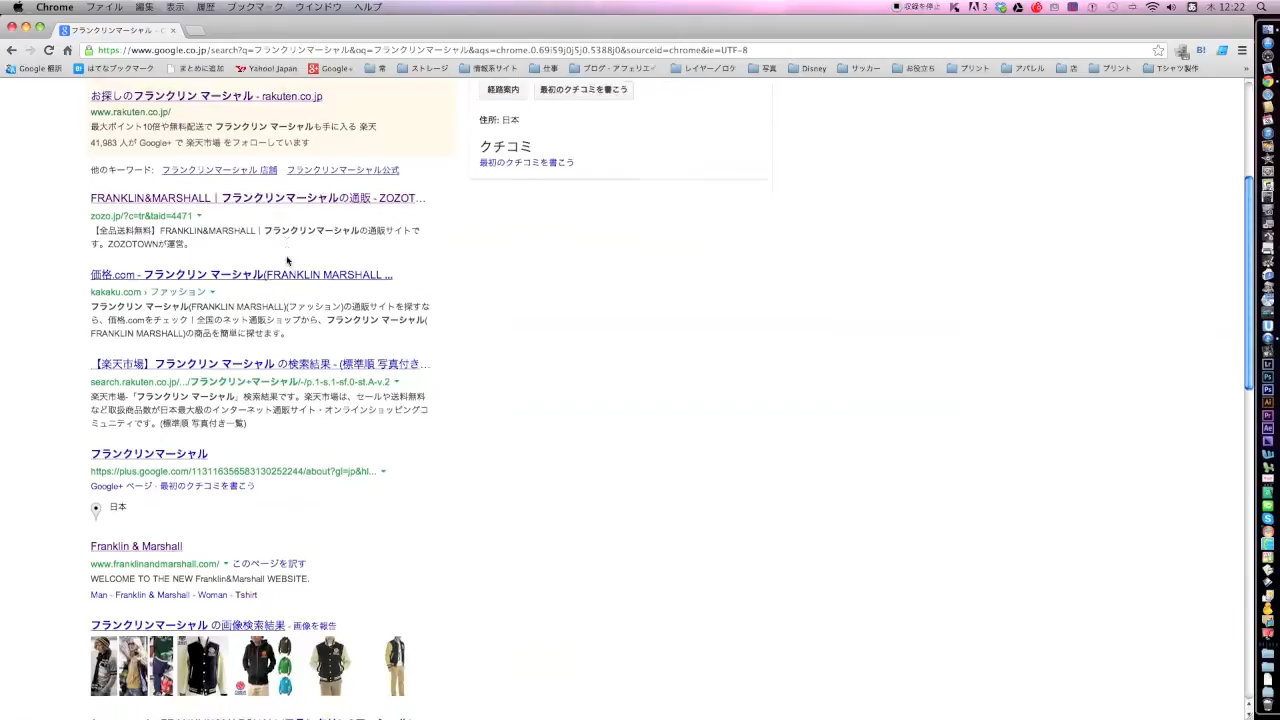 ファイル 編集 表示 履歴 ブックマーク ウインドウ ヘルプ
フランクリンマーシャル - G
https://www.google.co.jp/search?q=フランクリンマーシャル&oq=フランクリンマーシャル&aqs=chrome.0.69i59j0j5j0.5388j0&sourceid=chrome&ie=UTF-8
Google 翻訳 はてなブックマーク まとめに追加 Yahoo! Japan Google+ 常 ストレージ 情報系サイト 仕事 ブログ・アフィリエイ レイヤー/ロケ 写真 Disney サッカー お役立ち プリント アパレル 店 プリント Tシャツ製作
お探しのフランクリン マーシャル - rakuten.co.jp
www.rakuten.co.jp/
最大ポイント10倍や無料配送で フランクリン マーシャルも手に入る 楽天
41,983 人が Google+ で 楽天市場 をフォローしています
他のキーワード: フランクリンマーシャル 店舗 フランクリンマーシャル公式
FRANKLIN&MARSHALL｜フランクリンマーシャルの通販 - ZOZOT...
zozo.jp/?c=tr&taid=4471
【全品送料無料】FRANKLIN&MARSHALL｜フランクリンマーシャルの通販サイトで
す。ZOZOTOWNが運営。
価格.com - フランクリン マーシャル(FRANKLIN MARSHALL ...
kakaku.com › ファッション
フランクリン マーシャル(FRANKLIN MARSHALL)(ファッション)の通販サイトを探すな
ら、価格.comをチェック！全国のネット通販ショップから、フランクリン マーシャル(
FRANKLIN MARSHALL)の商品を簡単に探せます。
【楽天市場】フランクリン マーシャル の検索結果 - (標準順 写真付き...
search.rakuten.co.jp/.../フランクリン+マーシャル/-/p.1-s.1-sf.0-st.A-v.2
楽天市場-「フランクリン マーシャル」検索結果です。楽天市場は、セールや送料無料
など取扱商品数が日本最大級のインターネット通販サイト・オンラインショッピングコ
ミュニティです。(標準順 写真付き一覧)
フランクリンマーシャル
https://plus.google.com/113116356583130252244/about?gl=jp&hl...
Google+ ページ - 最初のクチコミを書こう
日本
Franklin & Marshall
www.franklinandmarshall.com/ このページを訳す
WELCOME TO THE NEW Franklin&Marshall WEBSITE.
Man - Franklin & Marshall - Woman - Tshirt
フランクリンマーシャル の画像検索結果 - 画像を報告
経路案内 最初のクチコミを書こう
住所: 日本
クチコミ
最初のクチコミを書こう